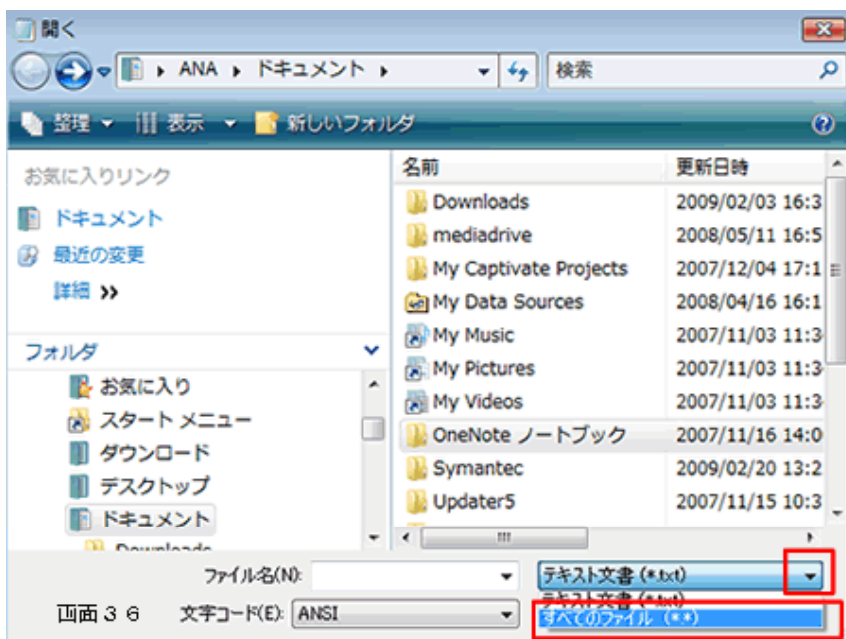 開く
ANA ドキュメント 検索
整理 表示 新しいフォルダ
お気に入りリンク
ドキュメント
最近の変更
詳細 »
フォルダ
お気に入り
スタート メニュー
ダウンロード
デスクトップ
ドキュメント
Downloads
名前 更新日時
Downloads 2009/02/03 16:3
mediadrive 2008/05/11 16:5
My Captivate Projects 2007/12/04 17:1
My Data Sources 2008/04/16 16:1
My Music 2007/11/03 11:3
My Pictures 2007/11/03 11:3
My Videos 2007/11/03 11:3
OneNote ノートブック 2007/11/16 14:0
Symantec 2009/02/20 13:2
Updater5 2007/11/15 10:3
ファイル名(N): テキスト文書 (*.txt)
テキスト文書 (*.txt)
画面36 文字コード(E): ANSI すべてのファイル (*.*)